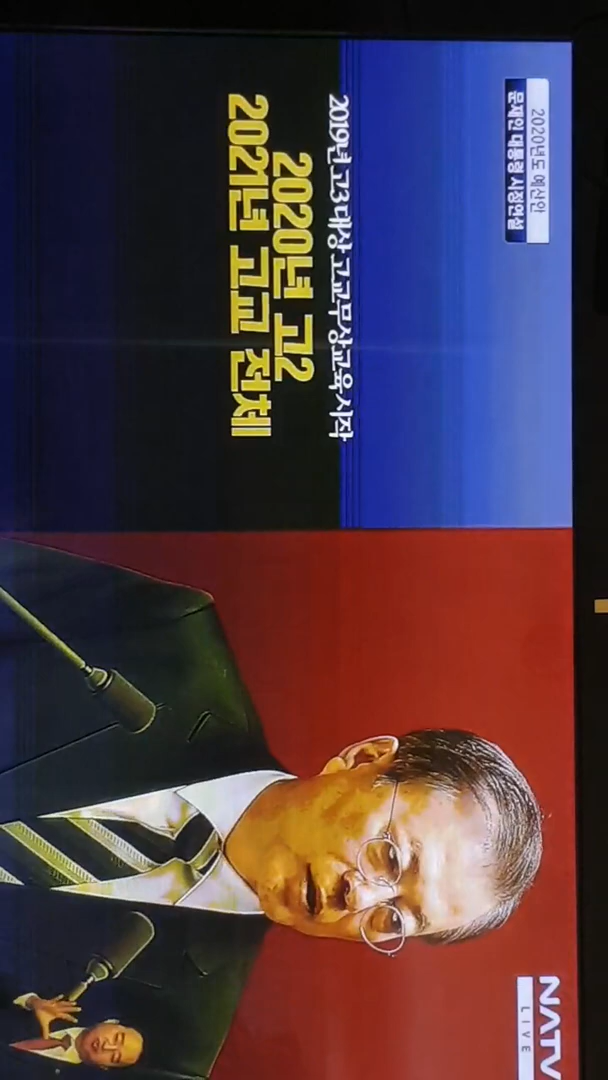 2020년도 예산안
문재인 대통령 시정연설
2019년 고3 대상 고교무상교육 시작
2020년 고2
2021년 고교 전체
NATV
LIVE